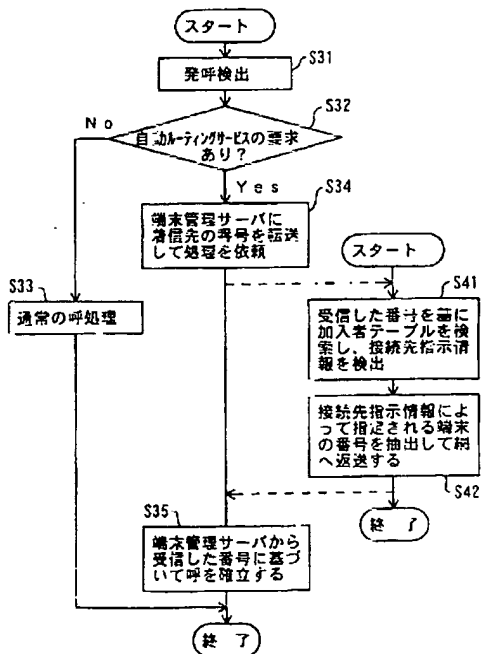 スタート
S31
発呼検出
S32
No
自動ルーティングサービスの要求
あり?
Yes
S34
端末管理サーバに
着信先の番号を転送
して処理を依頼
スタート
S33
通常の呼処理
S41
受信した番号を基に
加入者テーブルを検
索し、接続先指示情
報を検出
接続先指示情報によ
って指定される端末
の番号を抽出して網
へ返送する
S42
終 了
S35
端末管理サーバから
受信した番号に基づ
いて呼を確立する
終 了